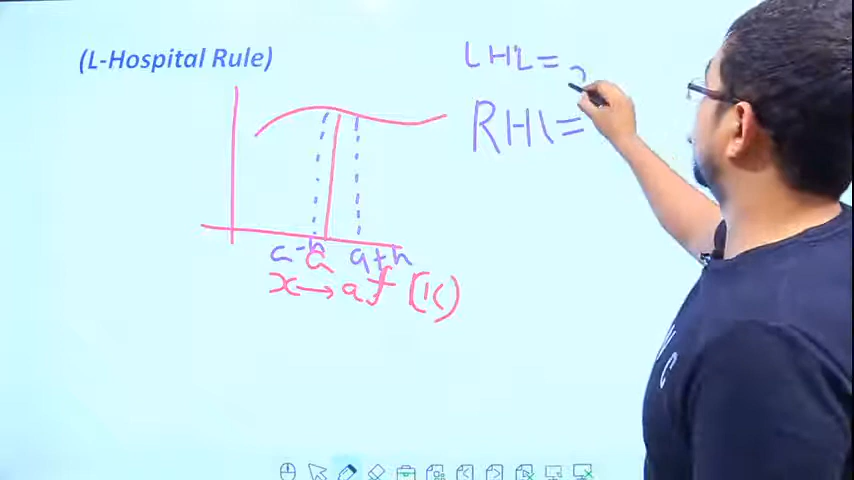 (L-Hospital Rule)
LHL =
RHL =
a-h a a+h
x → a f(x)